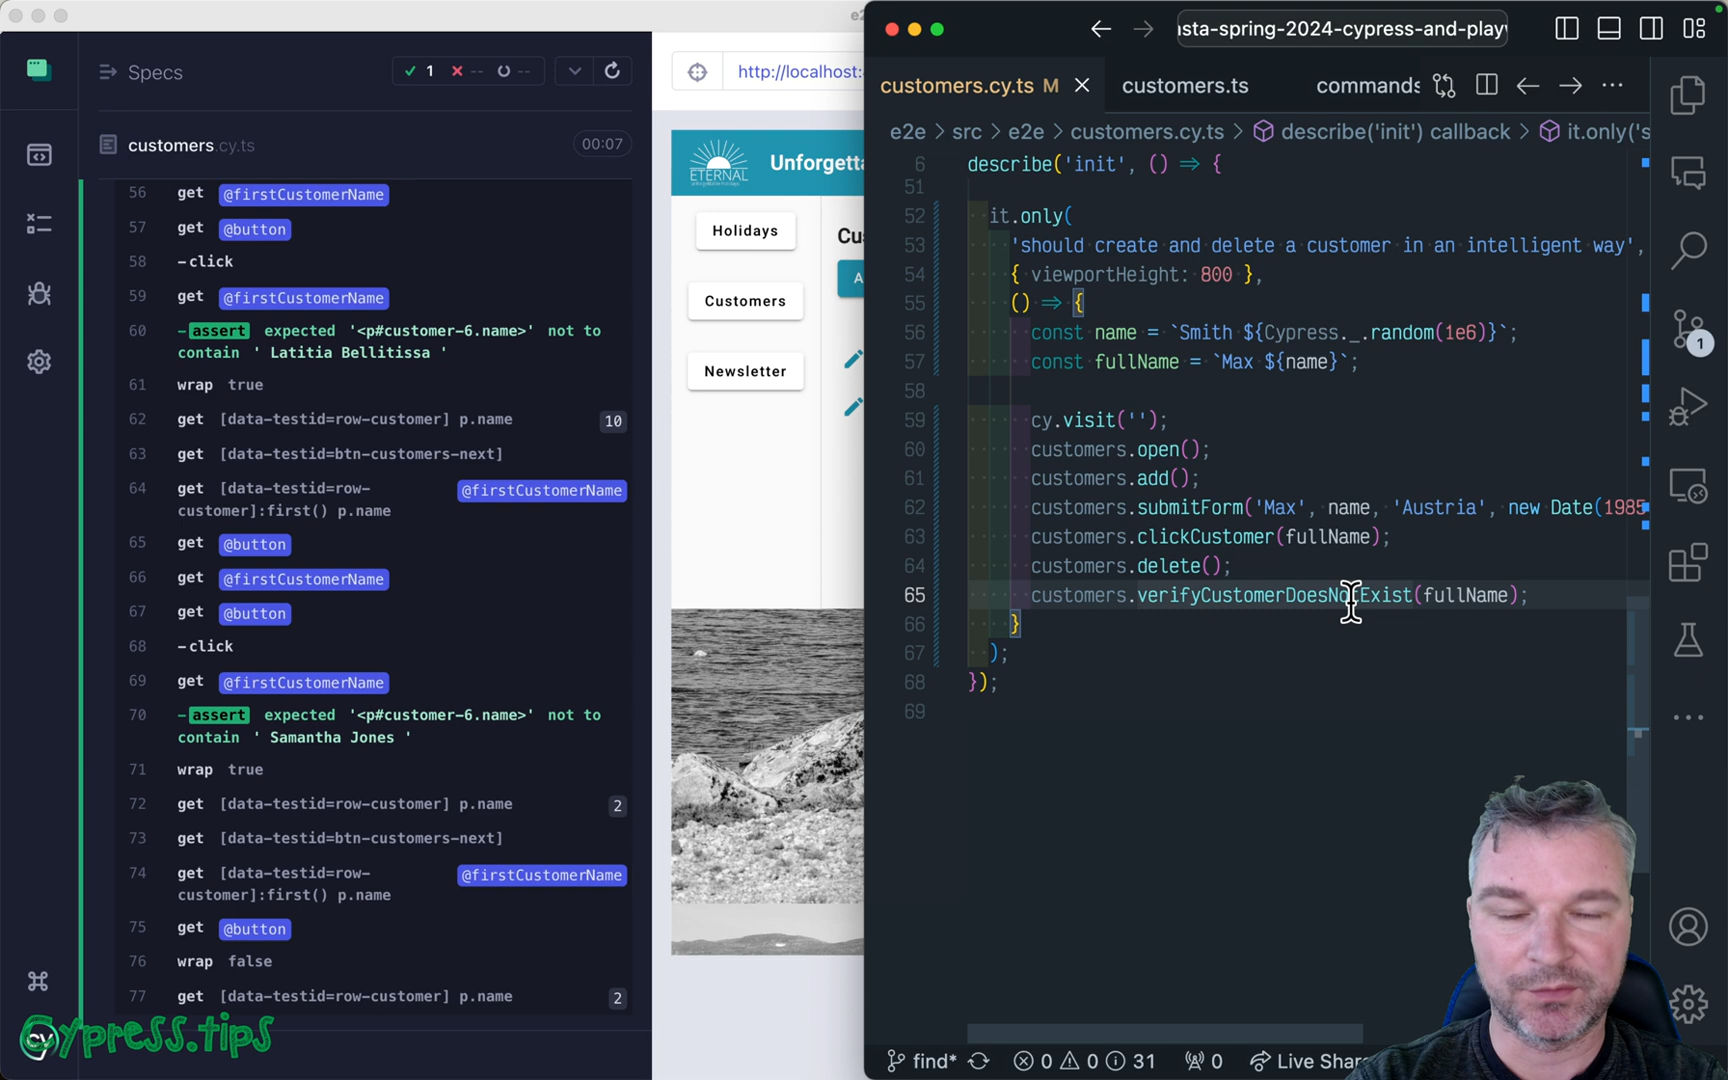 e2
Specs
1
--
--
customers.cy.ts
00:07
56 get @firstCustomerName
57 get @button
58 -click
59 get @firstCustomerName
60 -assert expected '<p#customer-6.name>' not to
contain ' Latitia Bellitissa '
61 wrap true
62 get [data-testid=row-customer] p.name 10
63 get [data-testid=btn-customers-next]
64 get [data-testid=row- @firstCustomerName
customer]:first() p.name
65 get @button
66 get @firstCustomerName
67 get @button
68 -click
69 get @firstCustomerName
70 -assert expected '<p#customer-6.name>' not to
contain ' Samantha Jones '
71 wrap true
72 get [data-testid=row-customer] p.name 2
73 get [data-testid=btn-customers-next]
74 get [data-testid=row- @firstCustomerName
customer]:first() p.name
75 get @button
76 wrap false
77 get [data-testid=row-customer] p.name 2
cy
Cypress.tips
http://localhost:
ETERNAL
Unforgetta
Holidays
Customers
Newsletter
Cu
A
asta-spring-2024-cypress-and-play
customers.cy.ts M
customers.ts
commands
e2e > src > e2e > customers.cy.ts > describe('init') callback > it.only('s
6 describe('init', () => {
51
52 it.only(
53 'should create and delete a customer in an intelligent way',
54 { viewportHeight: 800 },
55 () => {
56 const name = `Smith ${Cypress._.random(1e6)}`;
57 const fullName = `Max ${name}`;
58
59 cy.visit('');
60 customers.open();
61 customers.add();
62 customers.submitForm('Max', name, 'Austria', new Date(1985
63 customers.clickCustomer(fullName);
64 customers.delete();
65 customers.verifyCustomerDoesNotExist(fullName);
66 }
67 );
68 });
69
1
find* 0 0 31 0 Live Shar